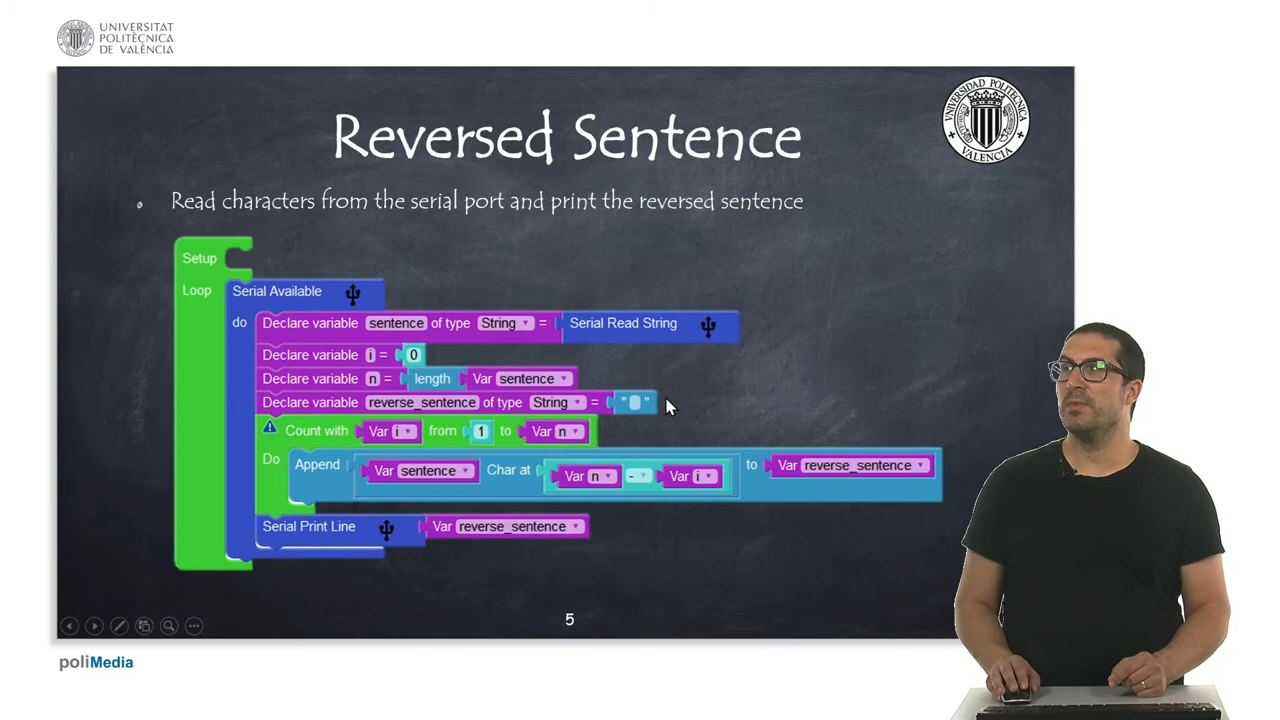 UNIVERSITAT
POLITÈCNICA
DE VALÈNCIA
UNIVERSIDAD POLITECNICA
VALENCIA
Reversed Sentence
Read characters from the serial port and print the reversed sentence
Setup
Loop
Serial Available
do
Declare variable sentence of type String = Serial Read String
Declare variable i = 0
Declare variable n = length Var sentence
Declare variable reverse_sentence of type String = " "
Count with Var i from 1 to Var n
Do
Append Var sentence Char at Var n - Var i to Var reverse_sentence
Serial Print Line Var reverse_sentence
5
poliMedia